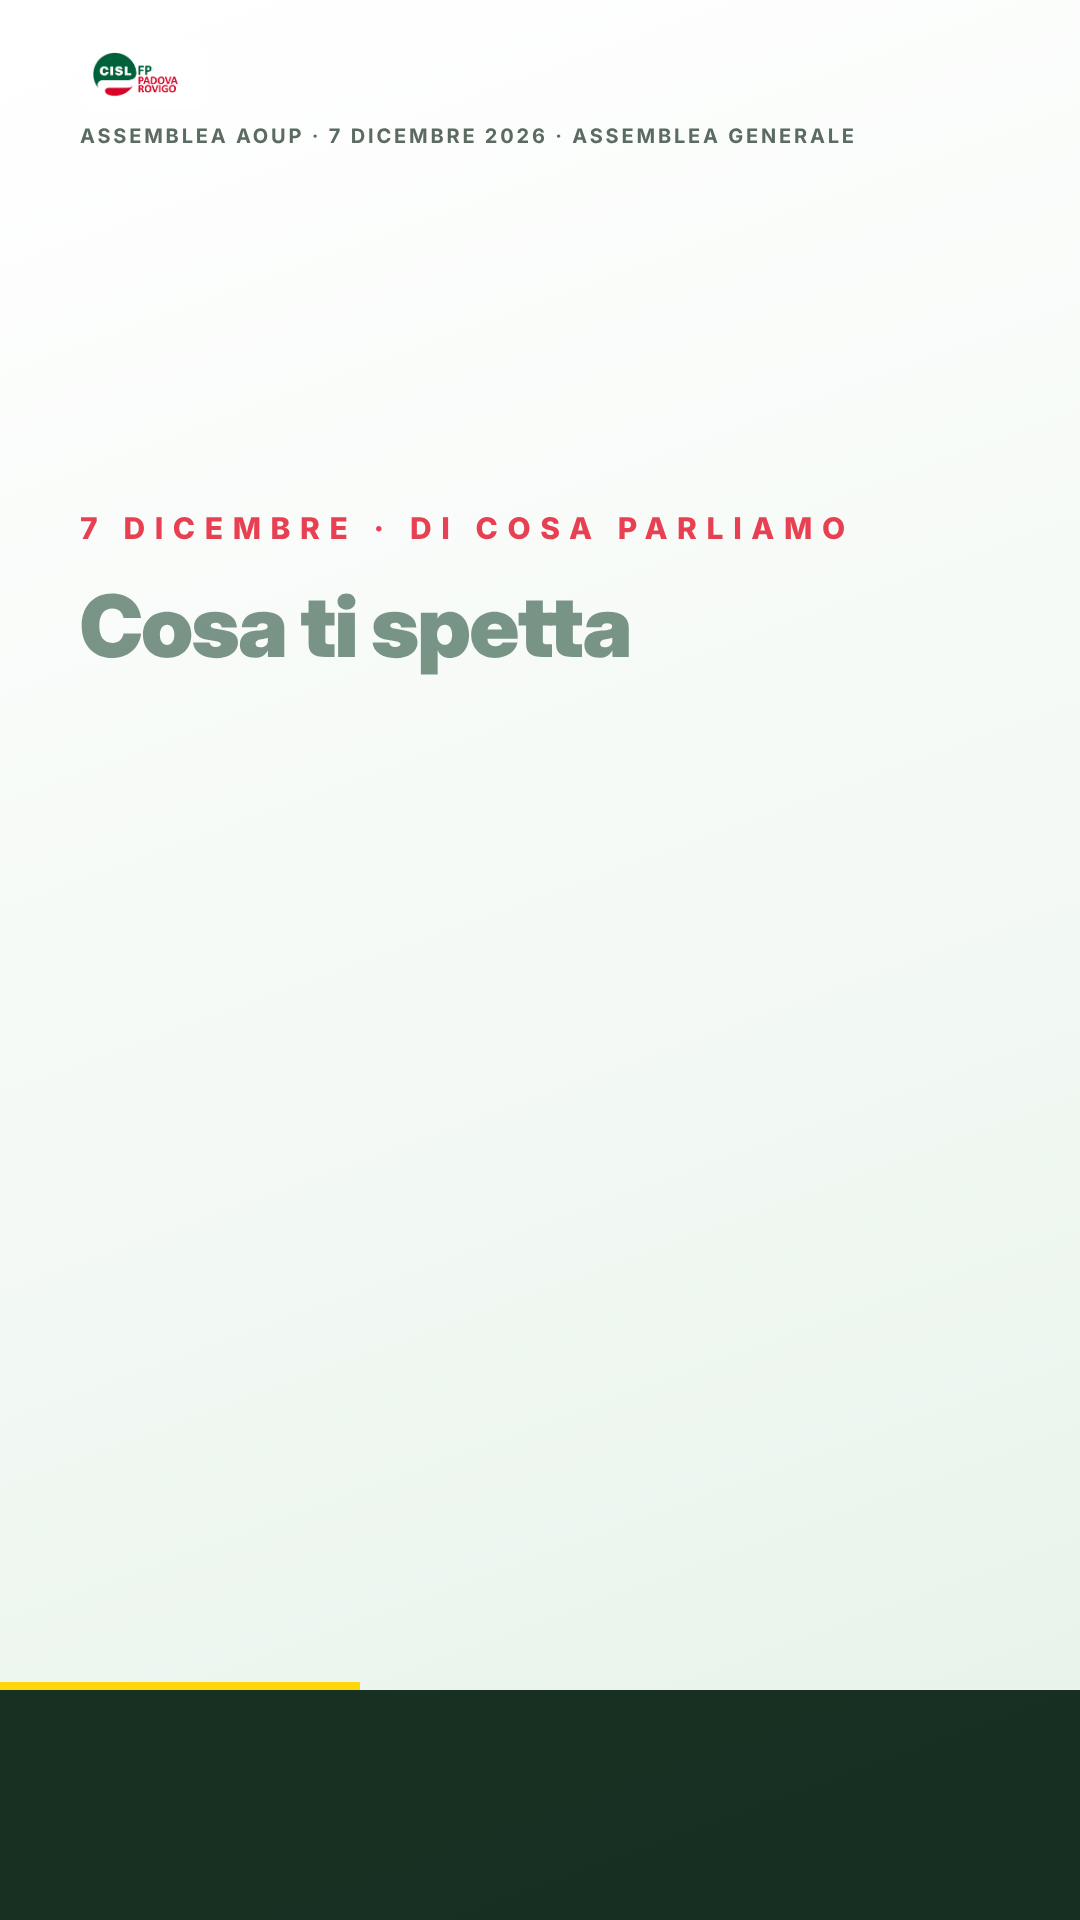 CISL FP
PADOVA
ROVIGO
ASSEMBLEA AOUP · 7 DICEMBRE 2026 · ASSEMBLEA GENERALE
7 DICEMBRE · DI COSA PARLIAMO
Cosa ti spetta